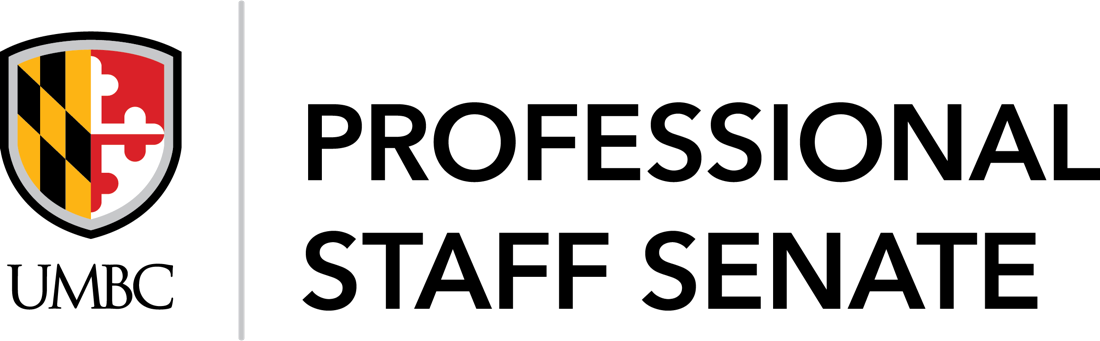 UMBC
PROFESSIONAL
STAFF SENATE